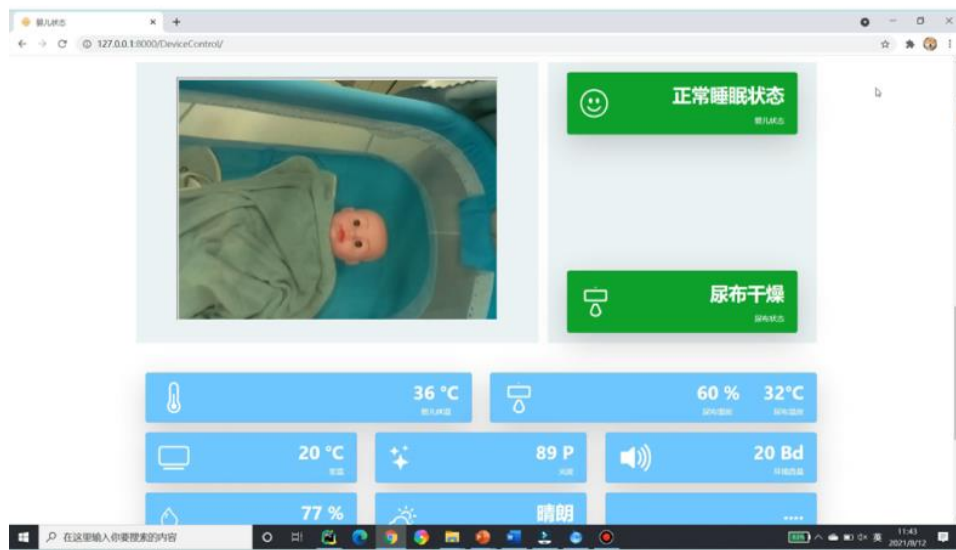 婴儿状态
127.0.0.1:8000/DeviceControl/
正常睡眠状态
婴儿状态
尿布干燥
尿布状态
36 °C
婴儿体温
60 % 32°C
尿布湿度 尿布温度
20 °C
室温
89 P
光度
20 Bd
环境音量
77 %
晴朗
....
在这里输入你要搜索的内容
英
11:43
2021/8/12